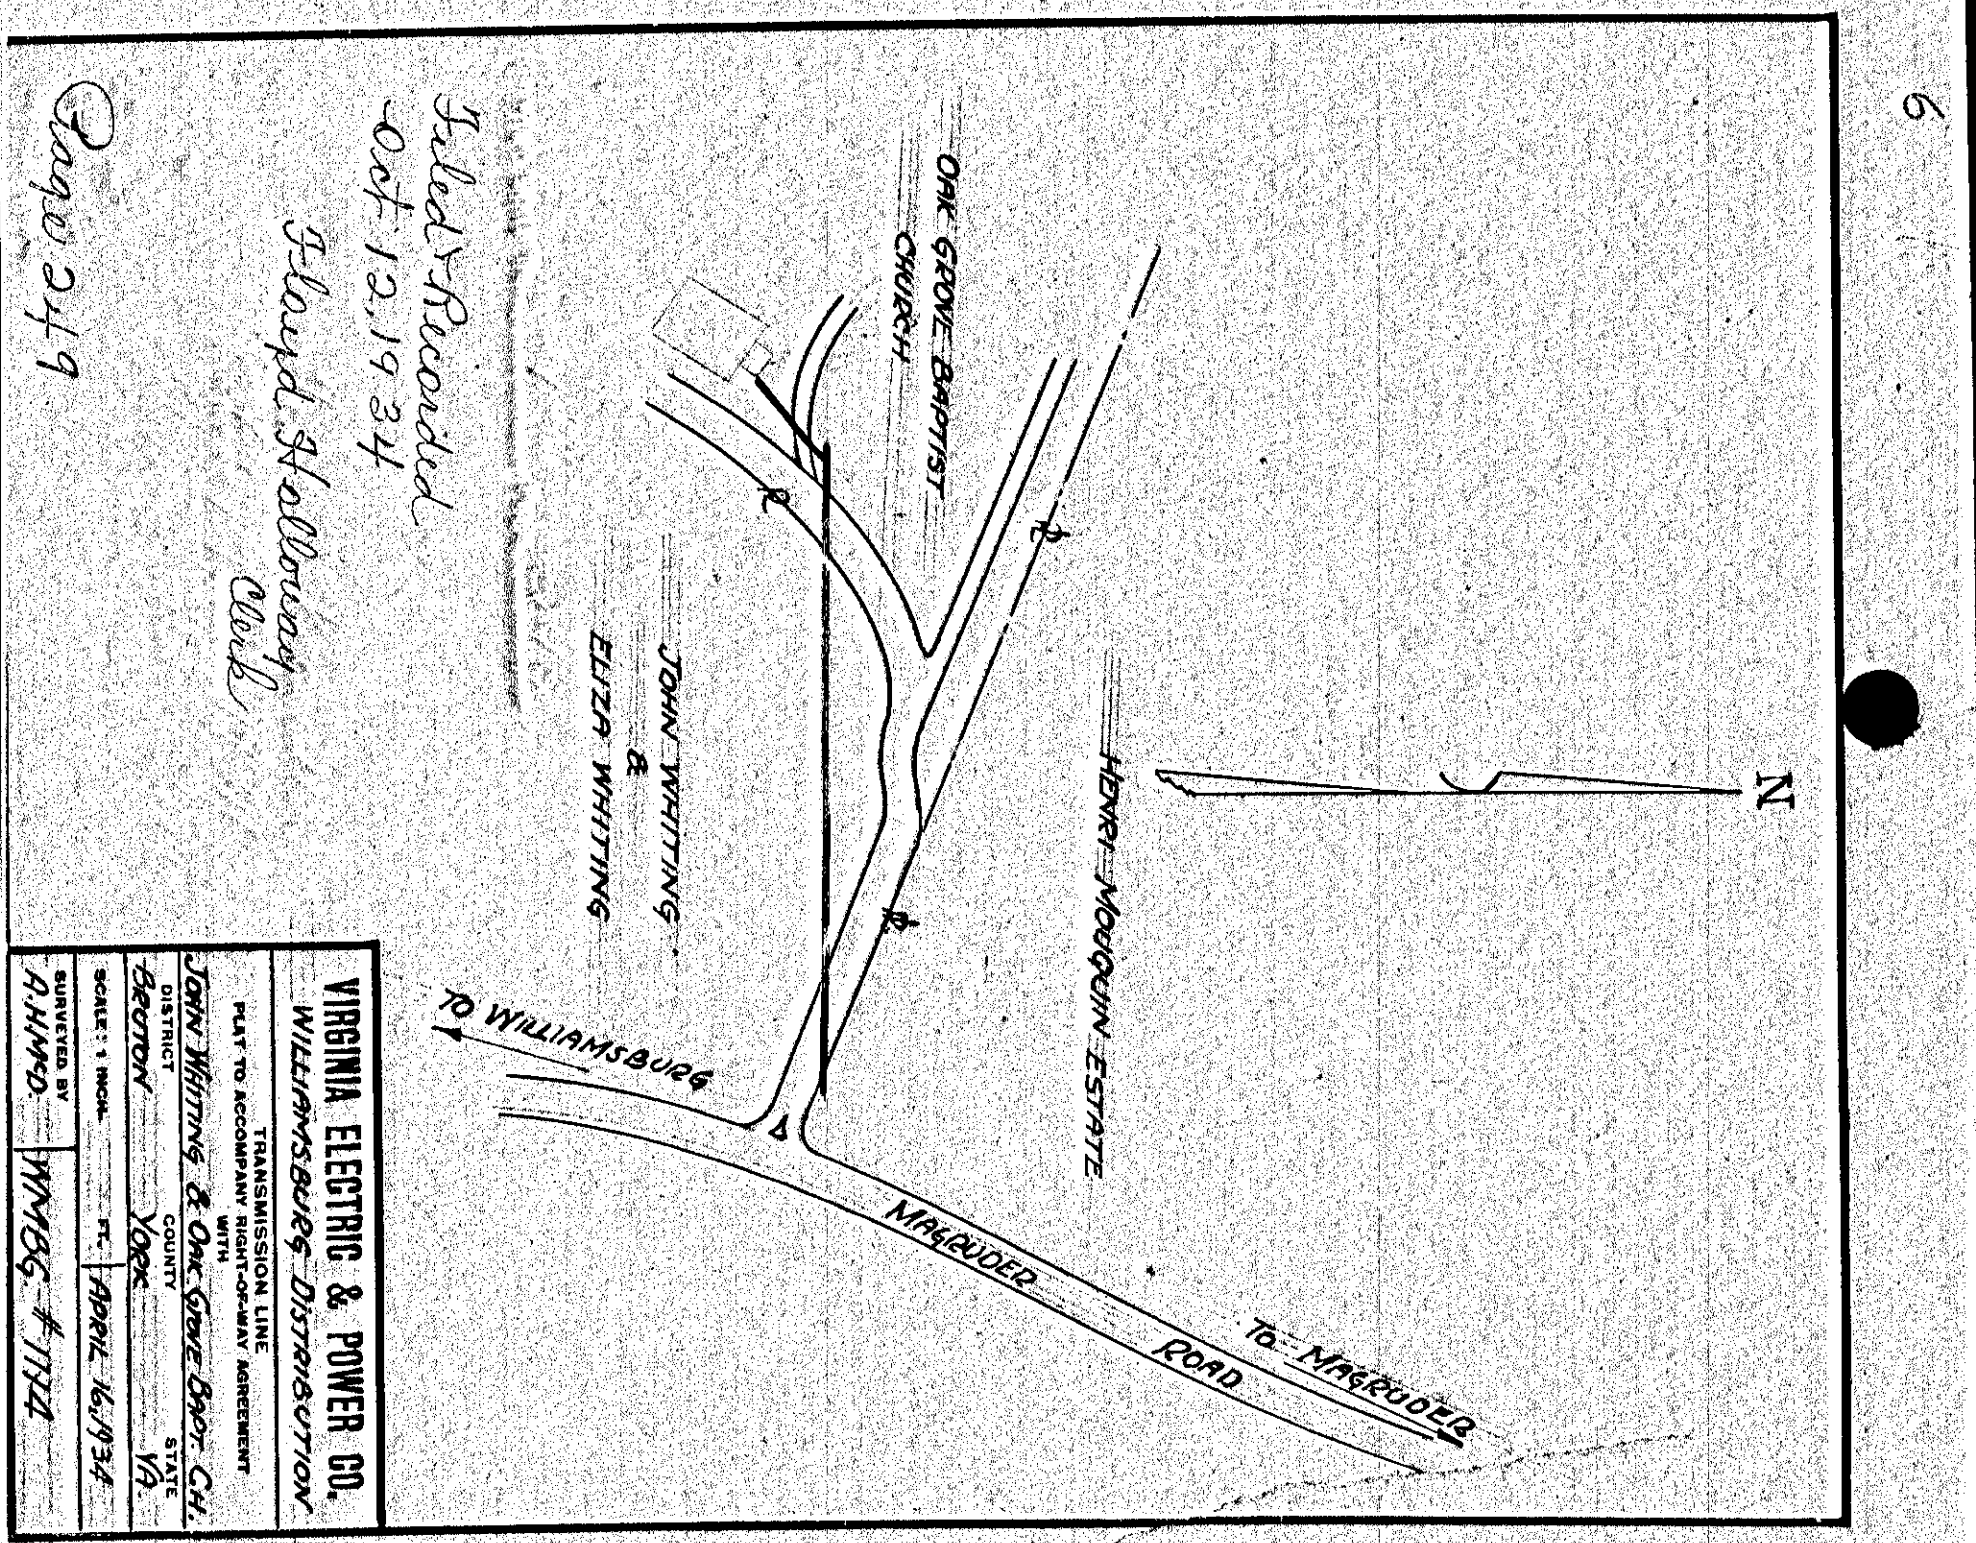 6
N
OAK GROVE BAPTIST
CHURCH
HENRI MOUQUIN ESTATE
JOHN WHITING
&
ELIZA WHITING
TO WILLIAMSBURG
MAGRUDER
ROAD
TO MAGRUDER
Filed & Recorded
Oct 12, 1934
Floyd Holloway
Clerk
Page 249
VIRGINIA ELECTRIC & POWER CO.
WILLIAMSBURG DISTRIBUTION
TRANSMISSION LINE
PLAT TO ACCOMPANY RIGHT-OF-WAY AGREEMENT
WITH
JOHN WHITING & OAK GROVE BAPT. CH.
DISTRICT COUNTY STATE
BRUTON YORK VA.
SCALE: 1 INCH FT. APRIL 16, 1934
SURVEYED BY
A.H.M.D. WMBG-#1174